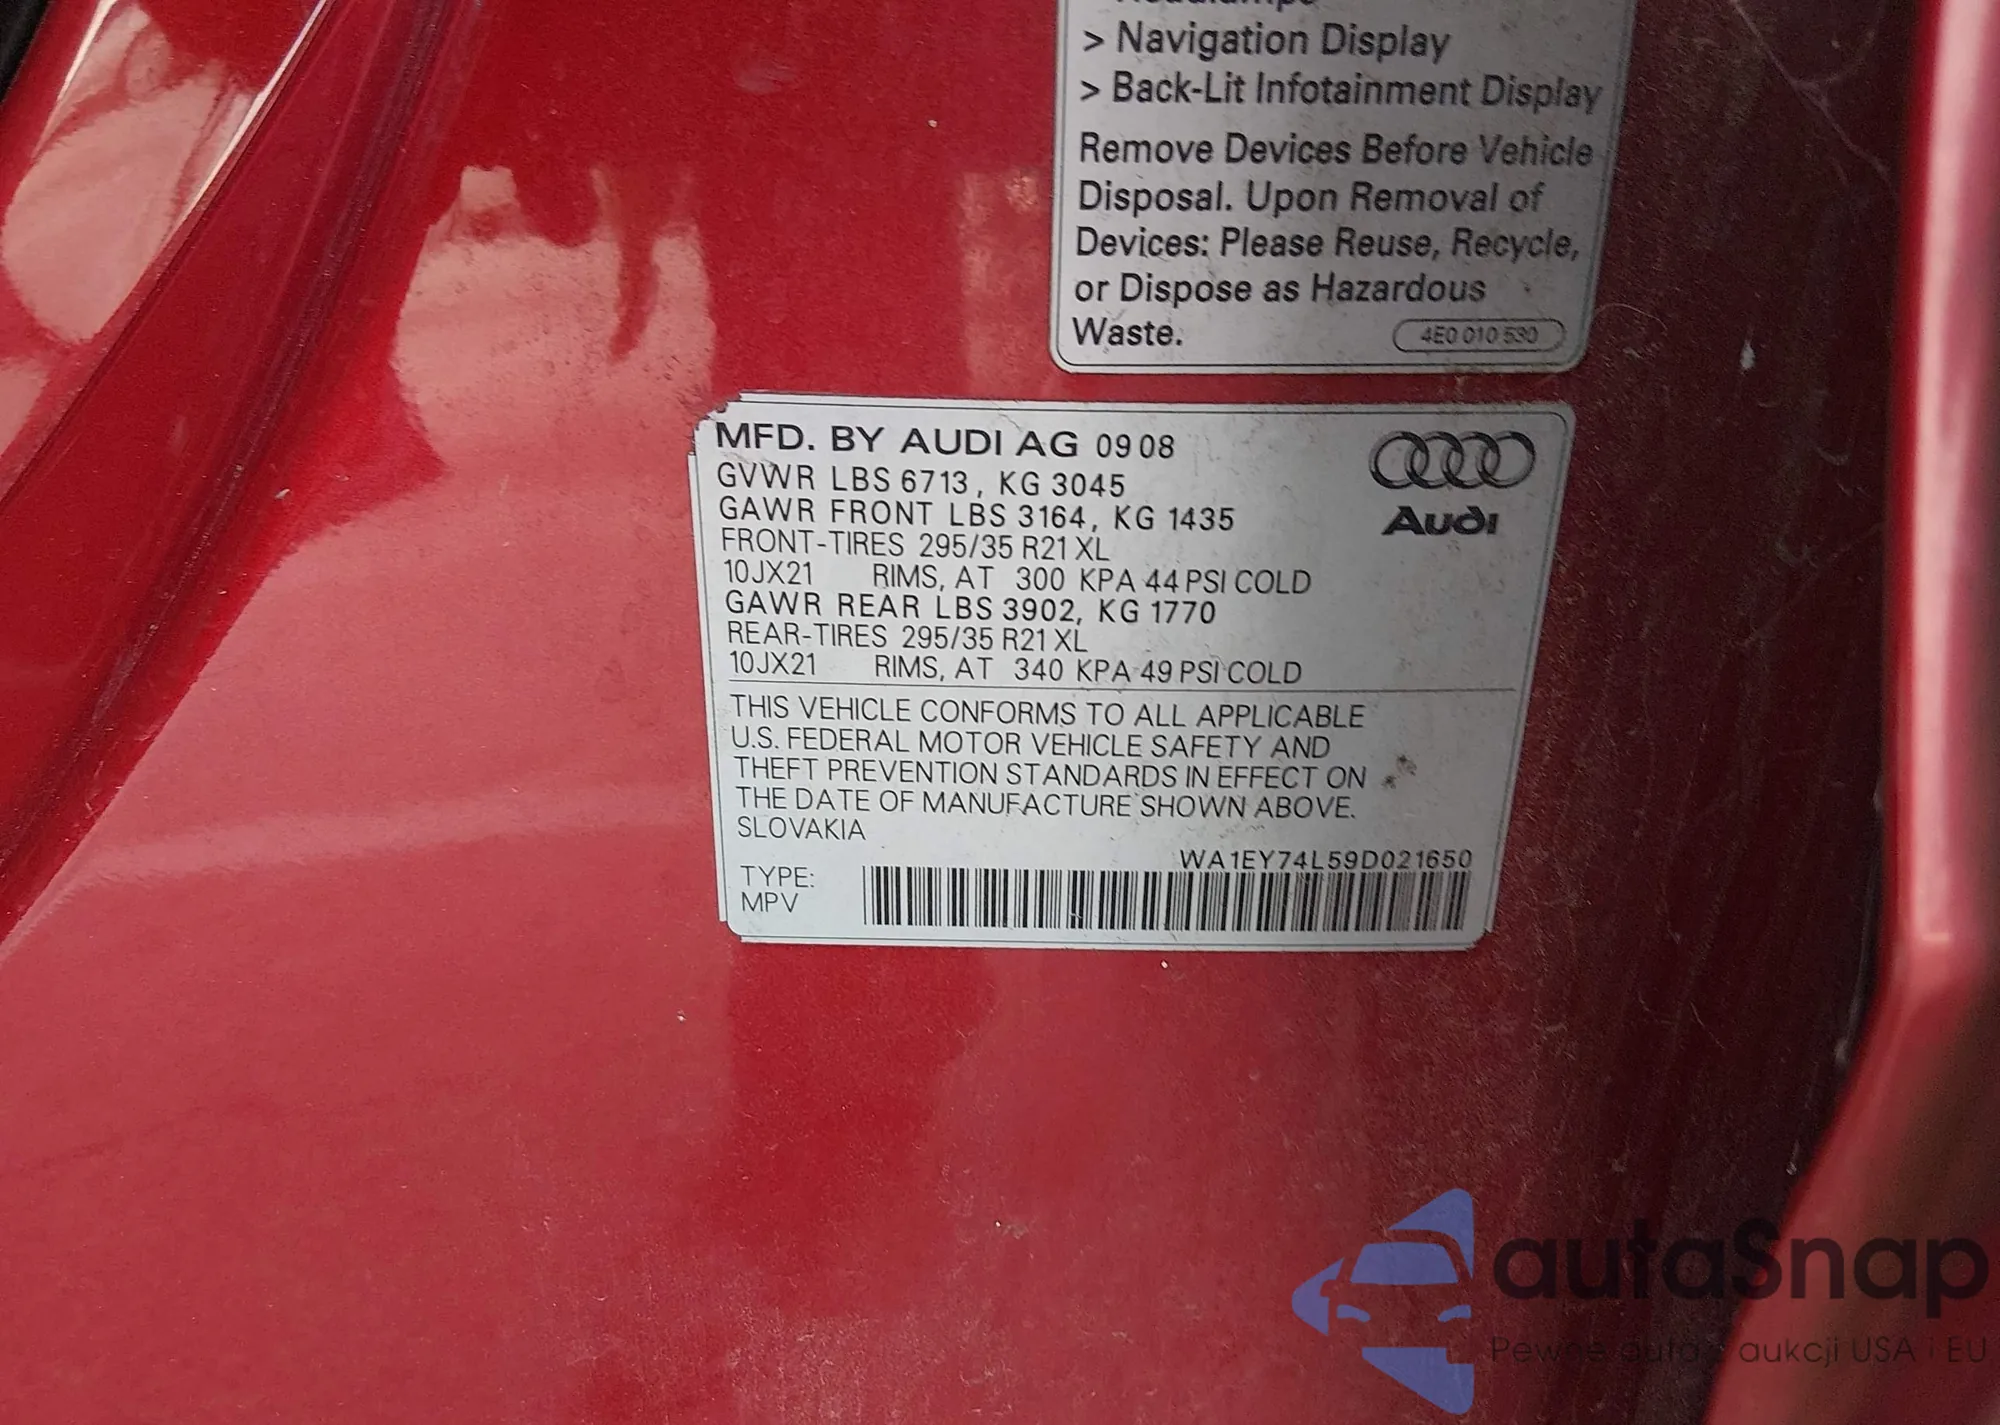 > Navigation Display
> Back-Lit Infotainment Display
Remove Devices Before Vehicle
Disposal. Upon Removal of
Devices: Please Reuse, Recycle,
or Dispose as Hazardous
Waste.
4E0 010 530
MFD. BY AUDI AG 09 08
GVWR LBS 6713, KG 3045
GAWR FRONT LBS 3164, KG 1435
FRONT-TIRES 295/35 R21 XL
10JX21 RIMS, AT 300 KPA 44 PSI COLD
GAWR REAR LBS 3902, KG 1770
REAR-TIRES 295/35 R21 XL
10JX21 RIMS, AT 340 KPA 49 PSI COLD
Audi
THIS VEHICLE CONFORMS TO ALL APPLICABLE
U.S. FEDERAL MOTOR VEHICLE SAFETY AND
THEFT PREVENTION STANDARDS IN EFFECT ON
THE DATE OF MANUFACTURE SHOWN ABOVE.
SLOVAKIA
WA1EY74L59D021650
TYPE:
MPV
autaSnap
Pewne auta z aukcji USA i EU